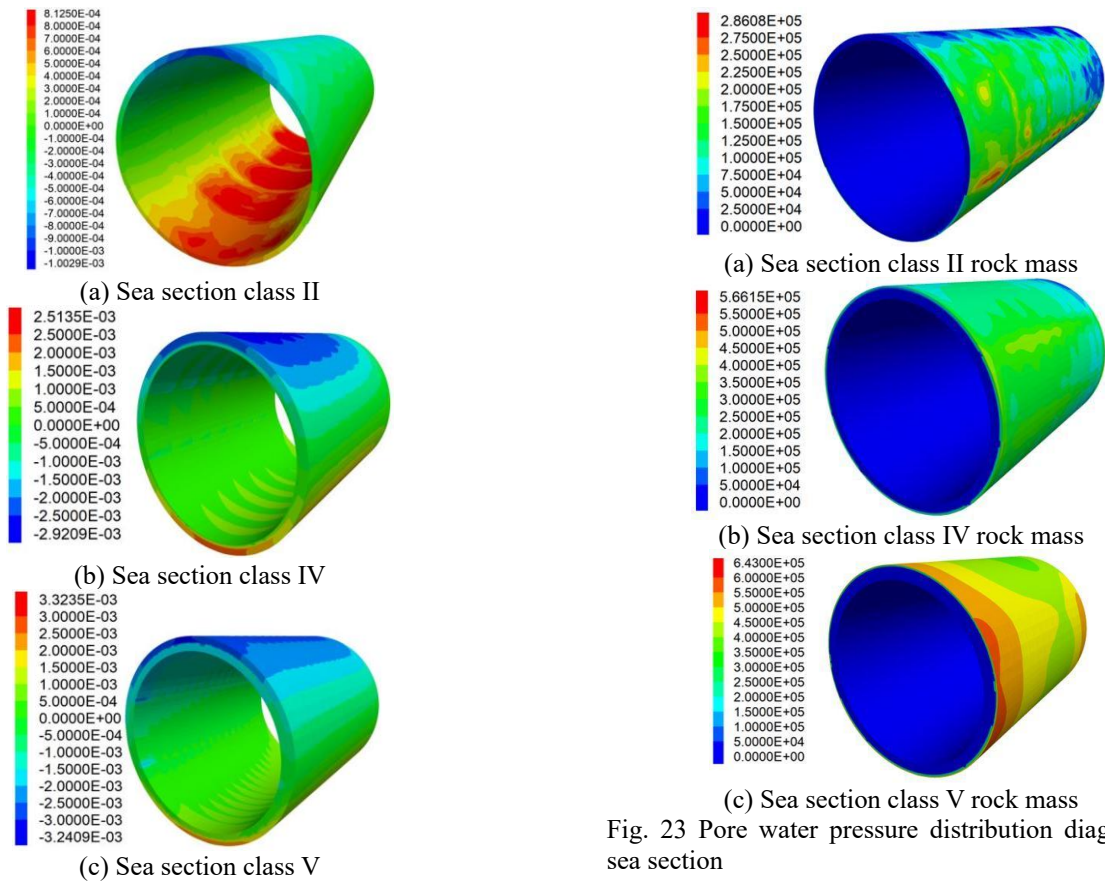 8.1250E-04
8.0000E-04
7.0000E-04
6.0000E-04
5.0000E-04
4.0000E-04
3.0000E-04
2.0000E-04
1.0000E-04
0.0000E+00
-1.0000E-04
-2.0000E-04
-3.0000E-04
-4.0000E-04
-5.0000E-04
-6.0000E-04
-7.0000E-04
-8.0000E-04
-9.0000E-04
-1.0000E-03
-1.0029E-03
(a) Sea section class II
2.5135E-03
2.5000E-03
2.0000E-03
1.5000E-03
1.0000E-03
5.0000E-04
0.0000E+00
-5.0000E-04
-1.0000E-03
-1.5000E-03
-2.0000E-03
-2.5000E-03
-2.9209E-03
(b) Sea section class IV
3.3235E-03
3.0000E-03
2.5000E-03
2.0000E-03
1.5000E-03
1.0000E-03
5.0000E-04
0.0000E+00
-5.0000E-04
-1.0000E-03
-1.5000E-03
-2.0000E-03
-2.5000E-03
-3.0000E-03
-3.2409E-03
(c) Sea section class V
2.8608E+05
2.7500E+05
2.5000E+05
2.2500E+05
2.0000E+05
1.7500E+05
1.5000E+05
1.2500E+05
1.0000E+05
7.5000E+04
5.0000E+04
2.5000E+04
0.0000E+00
(a) Sea section class II rock mass
5.6615E+05
5.5000E+05
5.0000E+05
4.5000E+05
4.0000E+05
3.5000E+05
3.0000E+05
2.5000E+05
2.0000E+05
1.5000E+05
1.0000E+05
5.0000E+04
0.0000E+00
(b) Sea section class IV rock mass
6.4300E+05
6.0000E+05
5.5000E+05
5.0000E+05
4.5000E+05
4.0000E+05
3.5000E+05
3.0000E+05
2.5000E+05
2.0000E+05
1.5000E+05
1.0000E+05
5.0000E+04
0.0000E+00
(c) Sea section class V rock mass
Fig. 23 Pore water pressure distribution diag
sea section